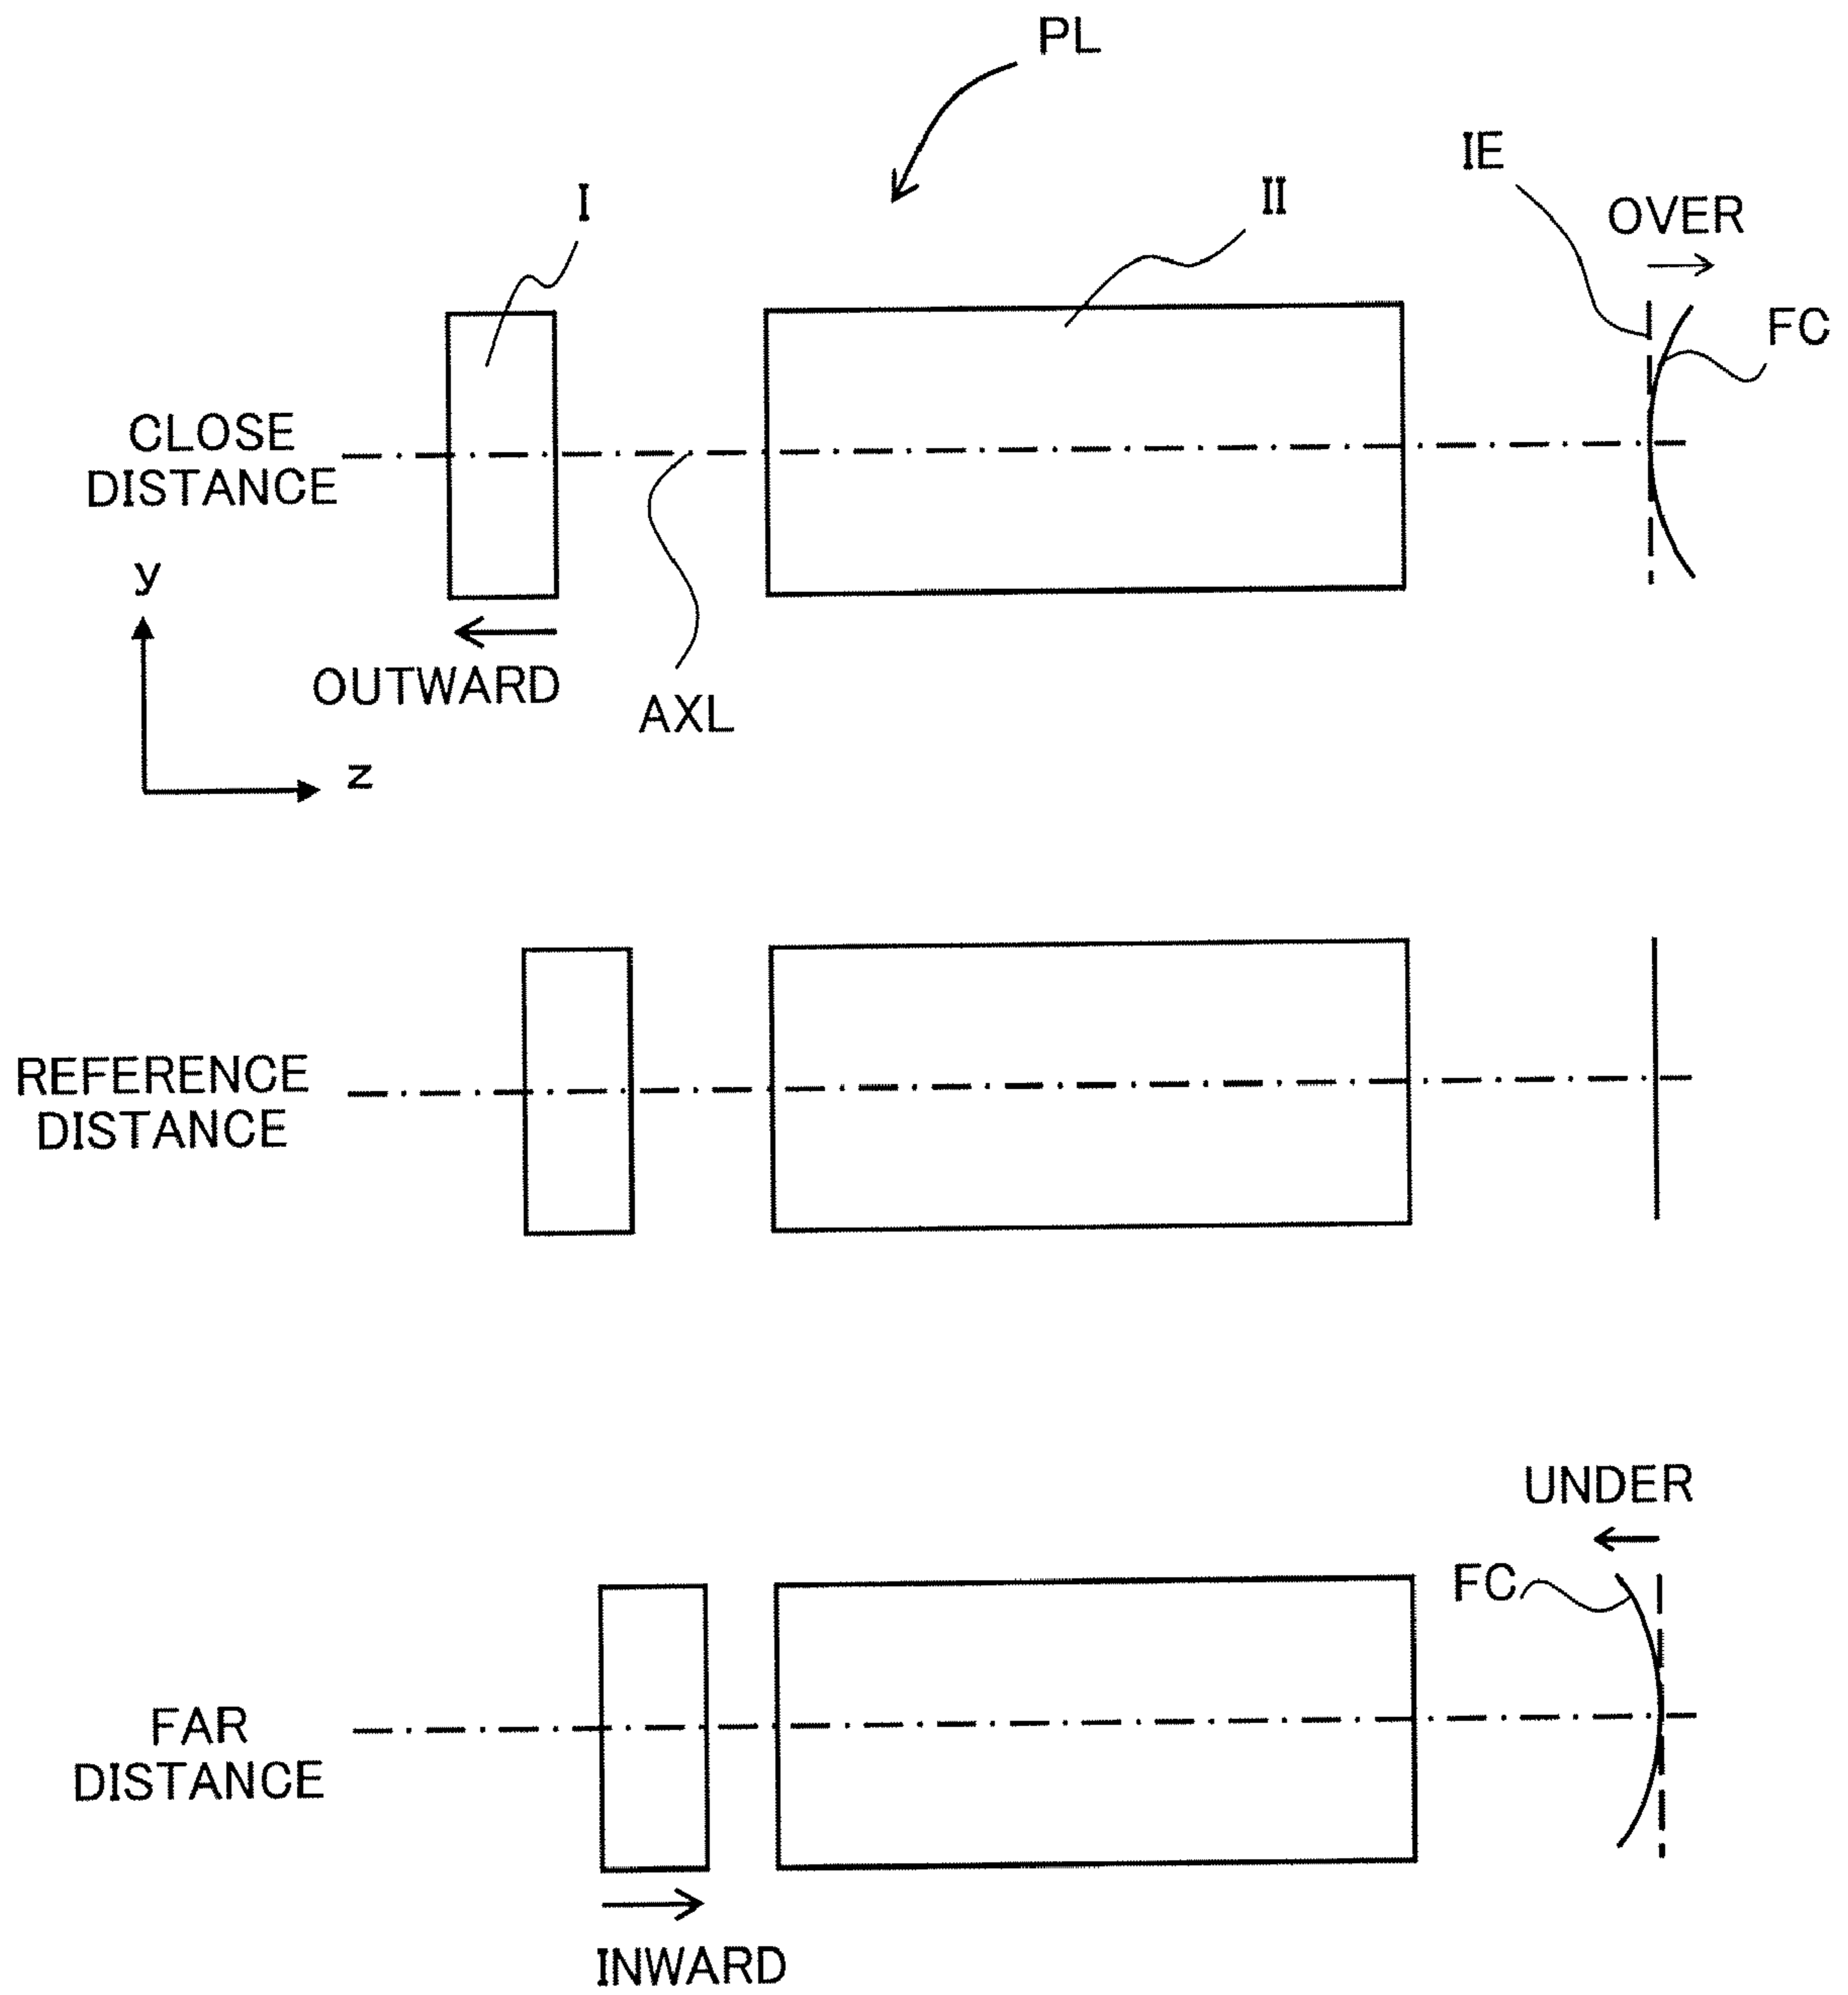 PL
IE
I
II
OVER
FC
CLOSE
DISTANCE
y
OUTWARD
AXL
z
REFERENCE
DISTANCE
UNDER
FC
FAR
DISTANCE
INWARD